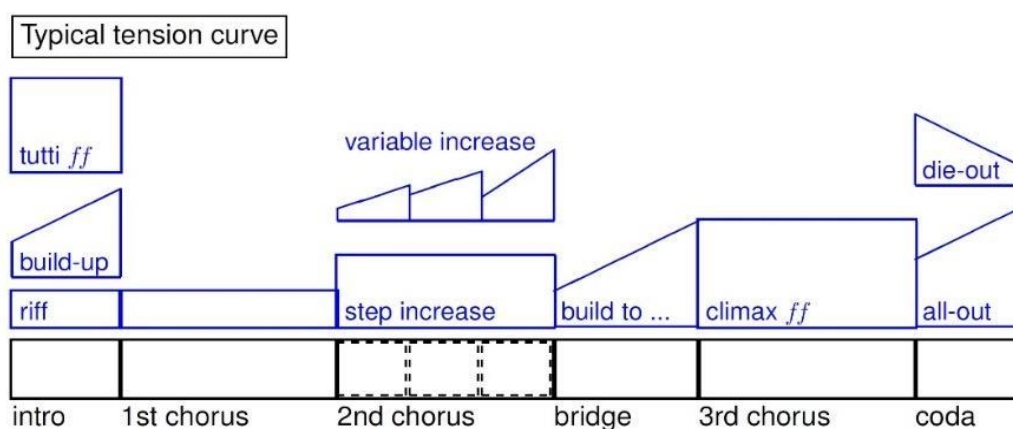 Typical tension curve
tutti ff
variable increase
die-out
build-up
riff
step increase
build to ...
climax ff
all-out
intro
1st chorus
2nd chorus
bridge
3rd chorus
coda